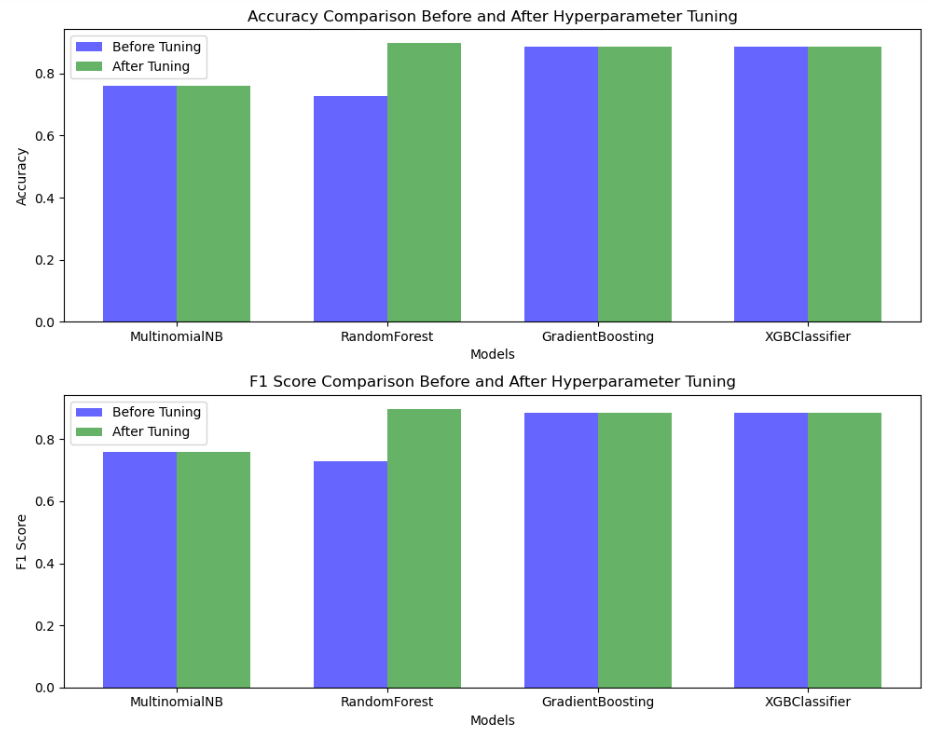 Accuracy Comparison Before and After Hyperparameter Tuning
Before Tuning
After Tuning
0.8
0.6
0.4
0.2
0.0
Accuracy
MultinomialNB RandomForest GradientBoosting XGBClassifier
Models
F1 Score Comparison Before and After Hyperparameter Tuning
Before Tuning
After Tuning
0.8
0.6
0.4
0.2
0.0
F1 Score
MultinomialNB RandomForest GradientBoosting XGBClassifier
Models